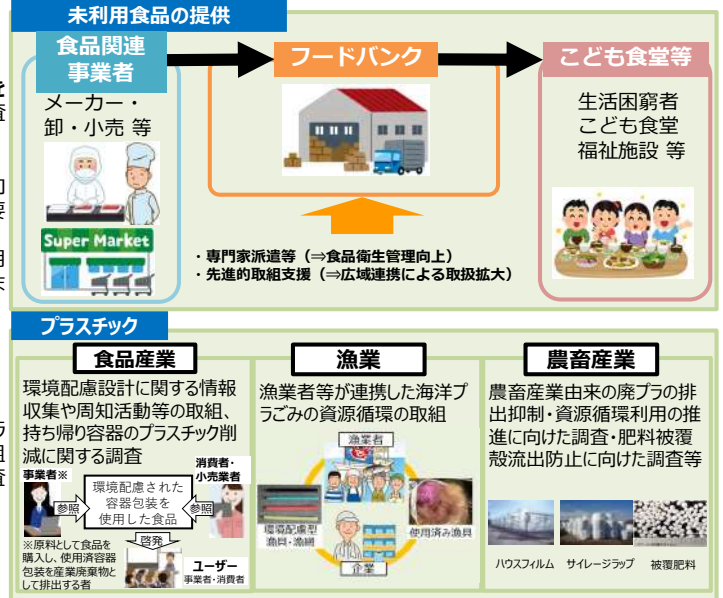 未利用食品の提供
食品関連
事業者
フードバンク
こども食堂等
メーカー・
卸・小売 等
生活困窮者
こども食堂
福祉施設 等
Super Market
・専門家派遣等（⇒食品衛生管理向上）
・先進的取組支援（⇒広域連携による取扱拡大）
プラスチック
食品産業
環境配慮設計に関する情報
収集や周知活動等の取組、
持ち帰り容器のプラスチック削
減に関する調査
事業者※
消費者・
小売業者
参照
環境配慮された
容器包装を
使用した食品
参照
啓発
※原料として食品を
購入し、使用済容器
包装を産業廃棄物と
して排出する者
ユーザー
事業者・消費者
漁業
漁業者等が連携した海洋プ
ラごみの資源循環の取組
漁業者
環境配慮型
漁具・漁網
使用済み漁具
企業
農畜産業
農畜産業由来の廃プラの排
出抑制・資源循環利用の推
進に向けた調査・肥料被覆
殻流出防止に向けた調査等
ハウスフィルム
サイレージラップ
被覆肥料